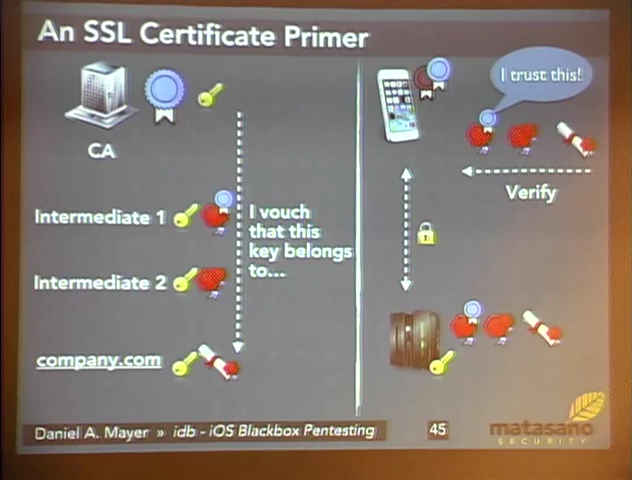 An SSL Certificate Primer
CA
Intermediate 1
Intermediate 2
company.com
I vouch
that this
key belongs
to...
I trust this!
Verify
Daniel A. Mayer » idb - iOS Blackbox Pentesting
45
matasano
SECURITY